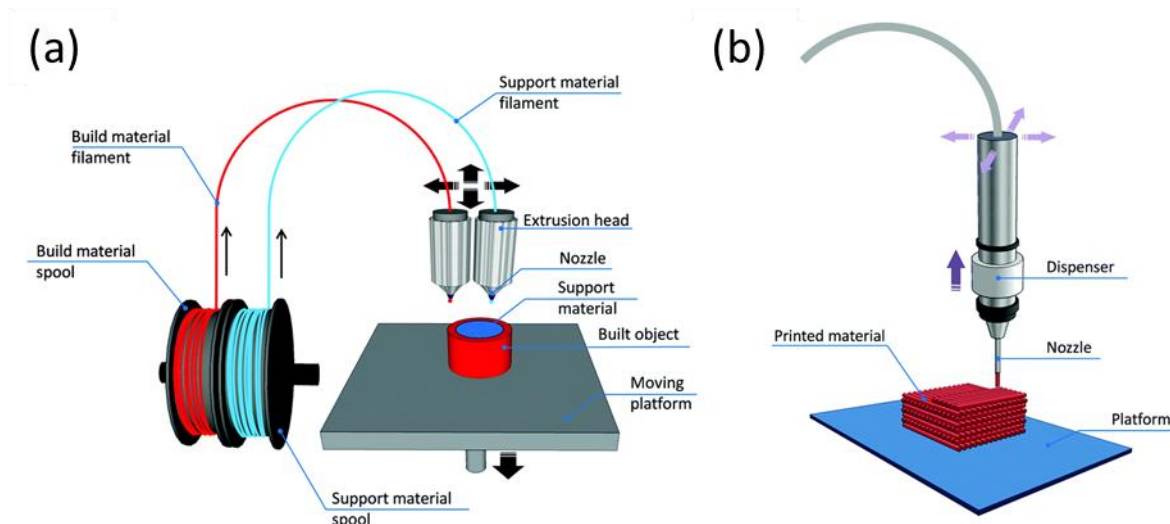 (a)
Support material
filament
Build material
filament
Extrusion head
Build material
spool
Nozzle
Support
material
Built object
Moving
platform
Support material
spool
(b)
Dispenser
Printed material
Nozzle
Platform